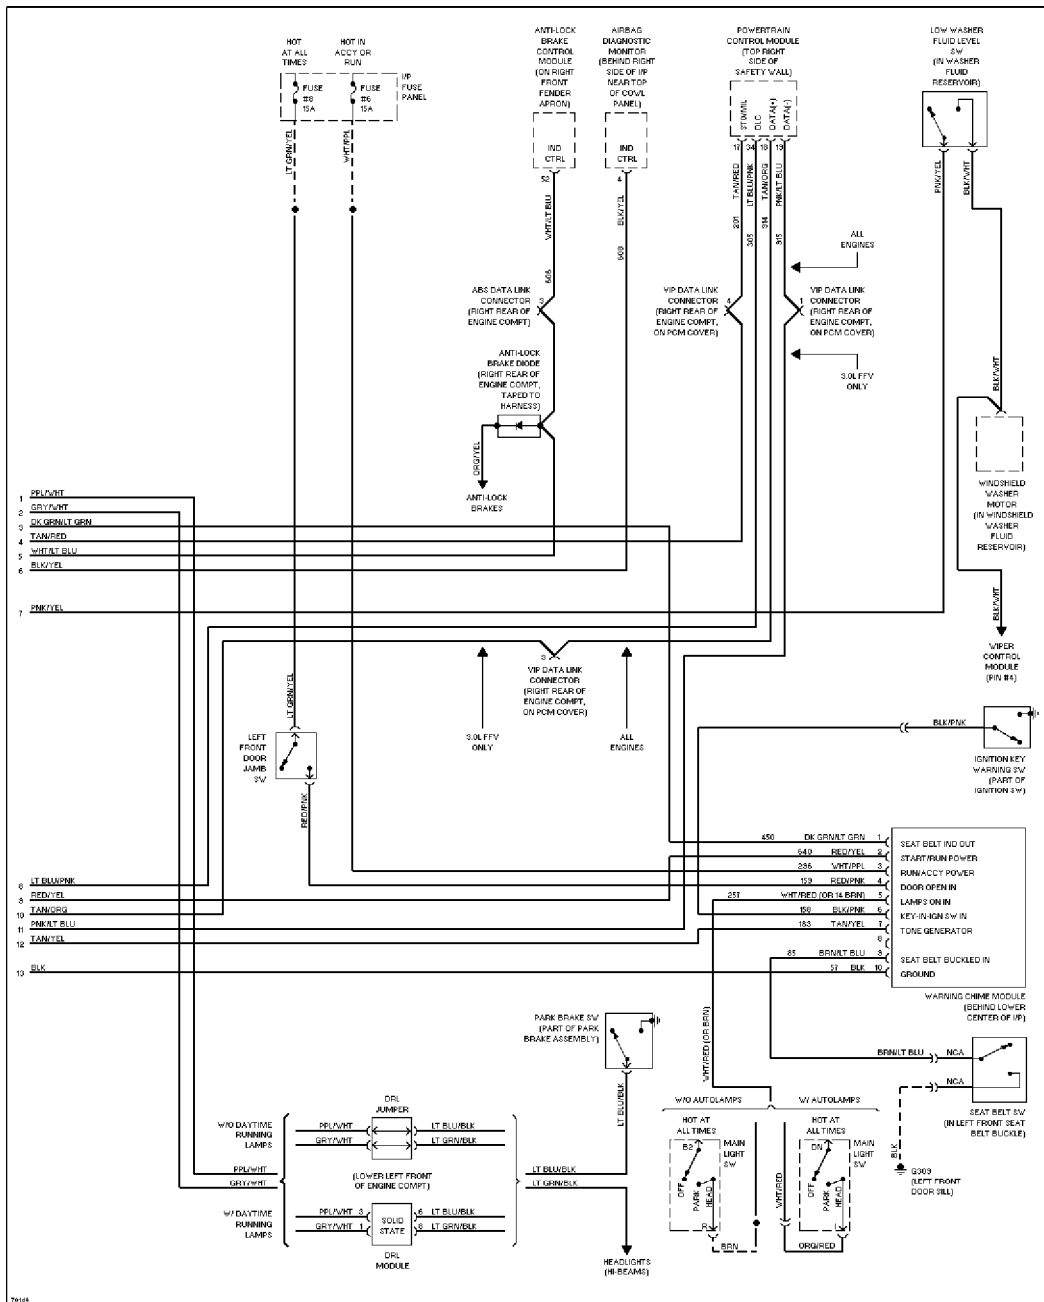 HOT
AT ALL
TIMES
HOT IN
ACCY OR
RUN
FUSE
#8
15A
FUSE
#6
15A
I/P
FUSE
PANEL
LT GRN/YEL
WHT/PPL
ANTI-LOCK
BRAKE
CONTROL
MODULE
(ON RIGHT
FRONT
FENDER
APRON)
IND
CTRL
52
WHT/LT BLU
606
AIRBAG
DIAGNOSTIC
MONITOR
(BEHIND RIGHT
SIDE OF I/P
NEAR TOP
OF COWL
PANEL)
IND
CTRL
4
BLK/YEL
608
POWERTRAIN
CONTROL MODULE
(TOP RIGHT
SIDE OF
SAFETY WALL)
STO/MIL
DLC
DATA(+)
DATA(-)
17 34 18 19
TAN/RED
LT BLU/PNK
TAN/ORG
PNK/LT BLU
201
305
914
915
LOW WASHER
FLUID LEVEL
SW
(IN WASHER
FLUID
RESERVOIR)
PNK/YEL
BLK/WHT
ALL
ENGINES
ABS DATA LINK
CONNECTOR
(RIGHT REAR OF
ENGINE COMPT)
3
VIP DATA LINK
CONNECTOR
(RIGHT REAR OF
ENGINE COMPT,
ON PCM COVER)
4
1
VIP DATA LINK
CONNECTOR
(RIGHT REAR OF
ENGINE COMPT,
ON PCM COVER)
ANTI-LOCK
BRAKE DIODE
(RIGHT REAR OF
ENGINE COMPT,
TAPED TO
HARNESS)
ORG/YEL
ANTI-LOCK
BRAKES
3.0L FFV
ONLY
BLK/WHT
WINDSHIELD
WASHER
MOTOR
(IN WINDSHIELD
WASHER
FLUID
RESERVOIR)
1 PPL/WHT
2 GRY/WHT
3 DK GRN/LT GRN
4 TAN/RED
5 WHT/LT BLU
6 BLK/YEL
7 PNK/YEL
BLK/WHT
WIPER
CONTROL
MODULE
(PIN #4)
3
VIP DATA LINK
CONNECTOR
(RIGHT REAR OF
ENGINE COMPT,
ON PCM COVER)
3.0L FFV
ONLY
ALL
ENGINES
LT GRN/YEL
LEFT
FRONT
DOOR
JAMB
SW
RED/PNK
BLK/PNK
IGNITION KEY
WARNING SW
(PART OF
IGNITION SW)
450 DK GRN/LT GRN 1 SEAT BELT IND OUT
640 RED/YEL 2 START/RUN POWER
296 WHT/PPL 3 RUN/ACCY POWER
159 RED/PNK 4 DOOR OPEN IN
257 WHT/RED (OR 14 BRN) 5 LAMPS ON IN
158 BLK/PNK 6 KEY-IN-IGN SW IN
183 TAN/YEL 7 TONE GENERATOR
8
85 BRN/LT BLU 9 SEAT BELT BUCKLED IN
57 BLK 10 GROUND
WARNING CHIME MODULE
(BEHIND LOWER
CENTER OF I/P)
8 LT BLU/PNK
9 RED/YEL
10 TAN/ORG
11 PNK/LT BLU
12 TAN/YEL
13 BLK
PARK BRAKE SW
(PART OF PARK
BRAKE ASSEMBLY)
LT BLU/BLK
WHT/RED (OR BRN)
BRN/LT BLU NCA
NCA
SEAT BELT SW
(IN LEFT FRONT SEAT
BELT BUCKLE)
BLK
G309
(LEFT FRONT
DOOR SILL)
W/O AUTOLAMPS
W/ AUTOLAMPS
HOT AT
ALL TIMES
B2
OFF
PARK
HEAD
R
MAIN
LIGHT
SW
BRN
WHT/RED
HOT AT
ALL TIMES
DN
OFF
PARK
HEAD
I
MAIN
LIGHT
SW
ORG/RED
DRL
JUMPER
W/O DAYTIME
RUNNING
LAMPS
PPL/WHT LT BLU/BLK
GRY/WHT LT GRN/BLK
PPL/WHT
GRY/WHT
(LOWER LEFT FRONT
OF ENGINE COMPT)
LT BLU/BLK
LT GRN/BLK
W/ DAYTIME
RUNNING
LAMPS
PPL/WHT 3 6 LT BLU/BLK
GRY/WHT 1 8 LT GRN/BLK
SOLID
STATE
DRL
MODULE
HEADLIGHTS
(HI-BEAMS)